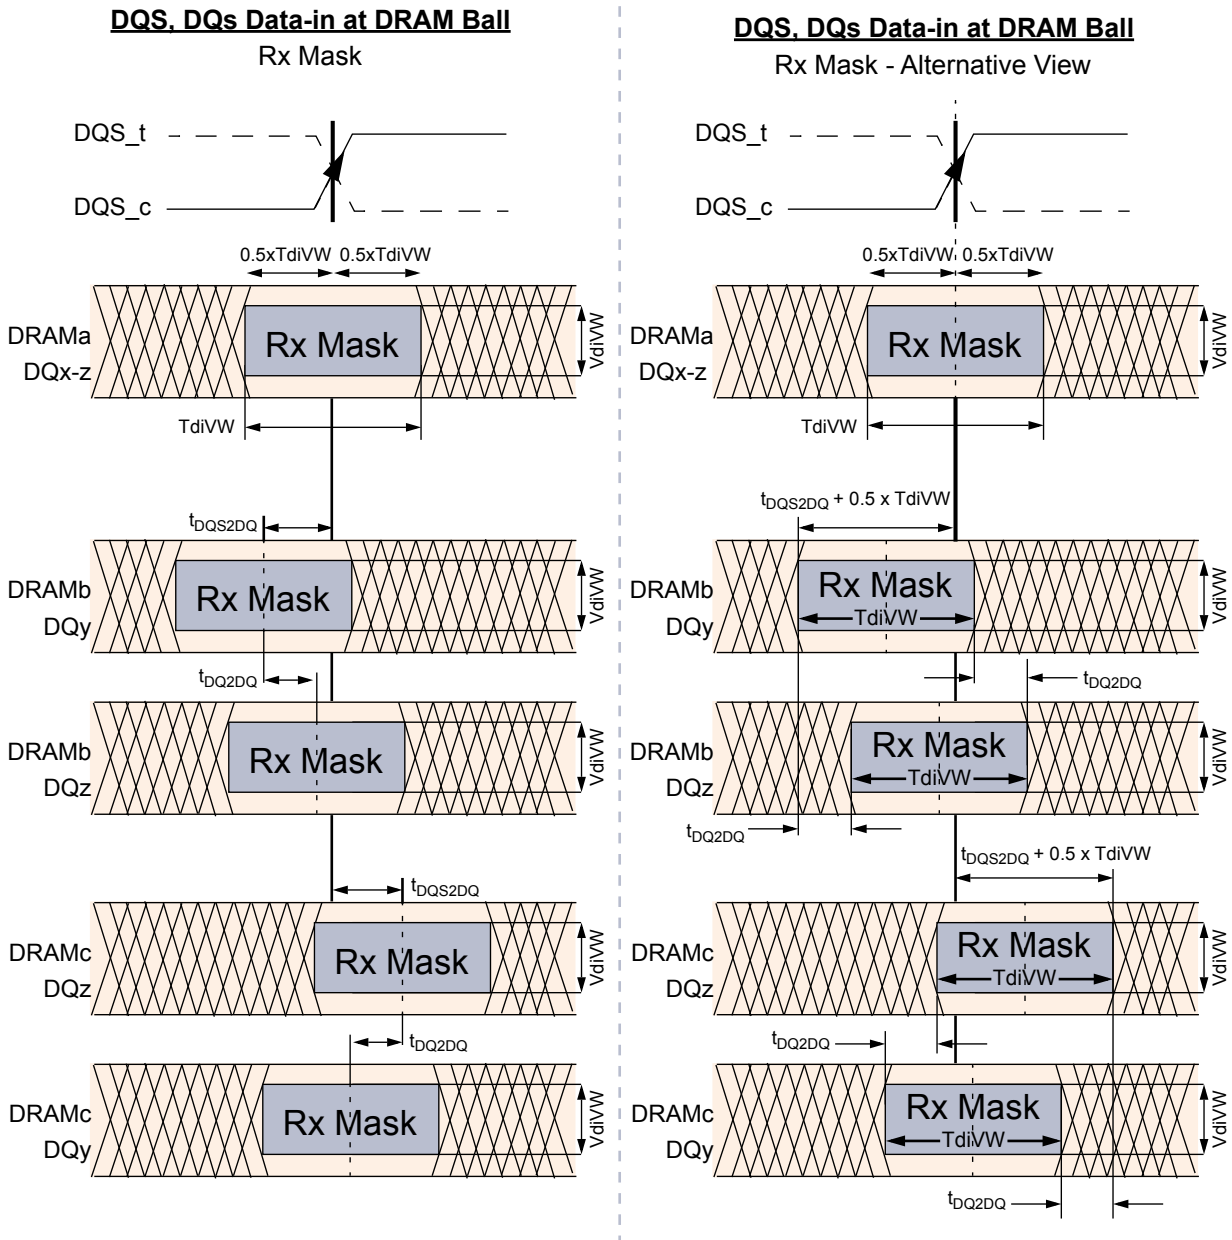 DQS, DQs Data-in at DRAM Ball
Rx Mask
DQS_t
DQS_c
0.5xTdiVW 0.5xTdiVW
DRAMa
DQx-z
Rx Mask
VdiVW
TdiVW
tDQS2DQ
DRAMb
DQy
Rx Mask
VdiVW
tDQ2DQ
DRAMb
DQz
Rx Mask
VdiVW
tDQS2DQ
DRAMc
DQz
Rx Mask
VdiVW
tDQ2DQ
DRAMc
DQy
Rx Mask
VdiVW
DQS, DQs Data-in at DRAM Ball
Rx Mask - Alternative View
DQS_t
DQS_c
0.5xTdiVW 0.5xTdiVW
DRAMa
DQx-z
Rx Mask
VdiVW
TdiVW
tDQS2DQ + 0.5 x TdiVW
DRAMb
DQy
Rx Mask
TdiVW
VdiVW
tDQ2DQ
DRAMb
DQz
Rx Mask
TdiVW
VdiVW
tDQ2DQ
tDQS2DQ + 0.5 x TdiVW
DRAMc
DQz
Rx Mask
TdiVW
VdiVW
tDQ2DQ
DRAMc
DQy
Rx Mask
TdiVW
VdiVW
tDQ2DQ